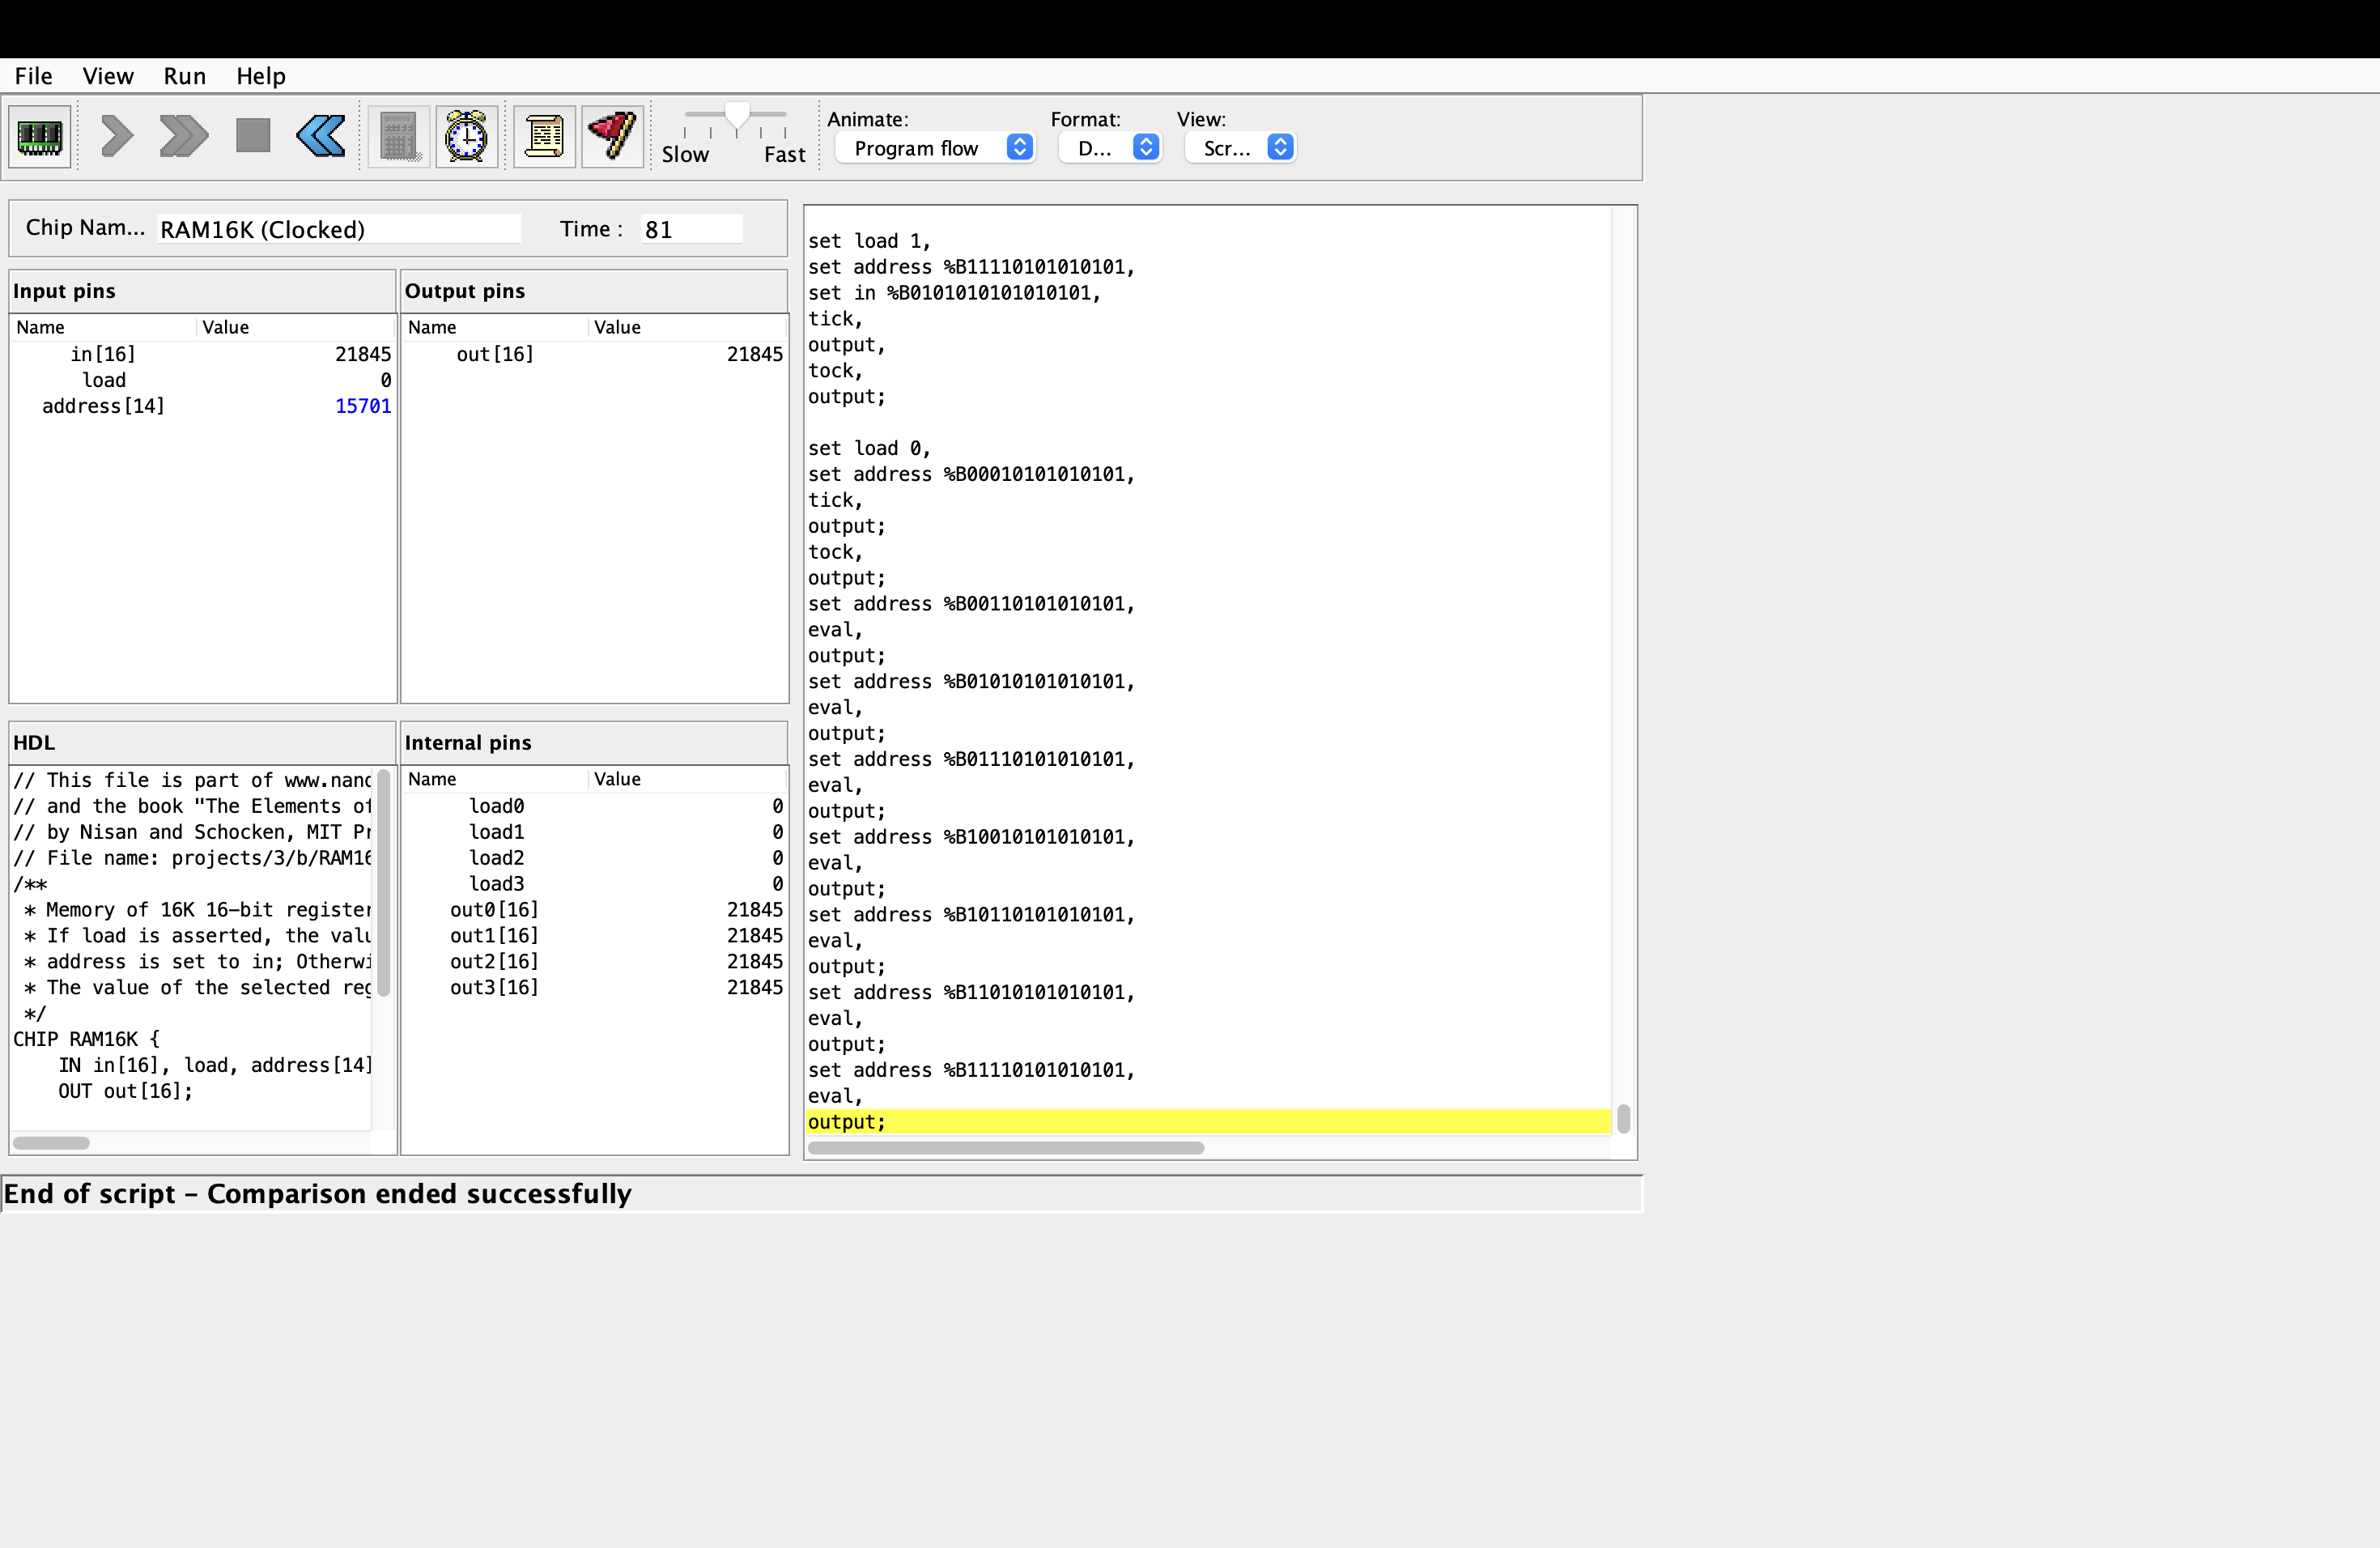 File View Run Help
Slow Fast
Animate: Format: View:
Program flow D... Scr...
Chip Nam... RAM16K (Clocked) Time : 81
Input pins
Name Value
in[16] 21845
load 0
address[14] 15701
Output pins
Name Value
out[16] 21845
HDL
// This file is part of www.nand
// and the book "The Elements of
// by Nisan and Schocken, MIT Pr
// File name: projects/3/b/RAM16
/**
* Memory of 16K 16-bit register
* If load is asserted, the valu
* address is set to in; Otherwi
* The value of the selected reg
*/
CHIP RAM16K {
IN in[16], load, address[14]
OUT out[16];
Internal pins
Name Value
load0 0
load1 0
load2 0
load3 0
out0[16] 21845
out1[16] 21845
out2[16] 21845
out3[16] 21845
set load 1,
set address %B11110101010101,
set in %B0101010101010101,
tick,
output,
tock,
output;
set load 0,
set address %B00010101010101,
tick,
output;
tock,
output;
set address %B00110101010101,
eval,
output;
set address %B01010101010101,
eval,
output;
set address %B01110101010101,
eval,
output;
set address %B10010101010101,
eval,
output;
set address %B10110101010101,
eval,
output;
set address %B11010101010101,
eval,
output;
set address %B11110101010101,
eval,
output;
End of script – Comparison ended successfully